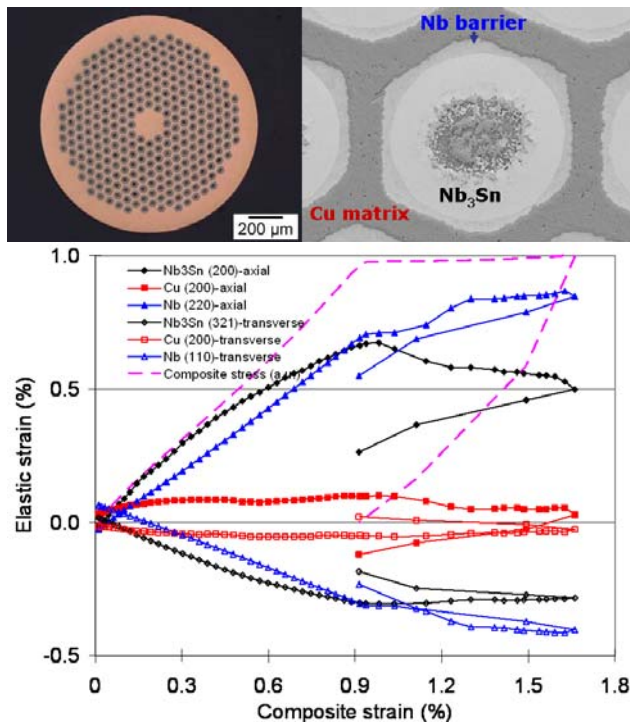 200 µm
Nb barrier
Nb3Sn
Cu matrix
1.0
0.5
0.0
-0.5
Elastic strain (%)
Nb3Sn (200)-axial
Cu (200)-axial
Nb (220)-axial
Nb3Sn (321)-transverse
Cu (200)-transverse
Nb (110)-transverse
Composite stress
0
0.3
0.6
0.9
1.2
1.5
1.8
Composite strain (%)